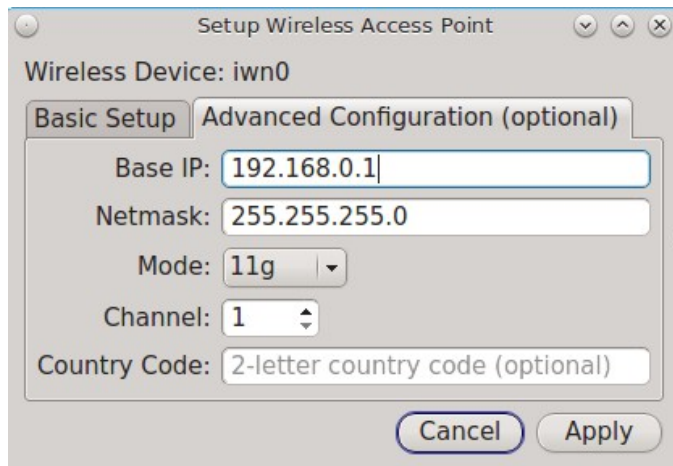 Setup Wireless Access Point
Wireless Device: iwn0
Basic Setup Advanced Configuration (optional)
Base IP: 192.168.0.1
Netmask: 255.255.255.0
Mode: 11g
Channel: 1
Country Code: 2-letter country code (optional)
Cancel Apply